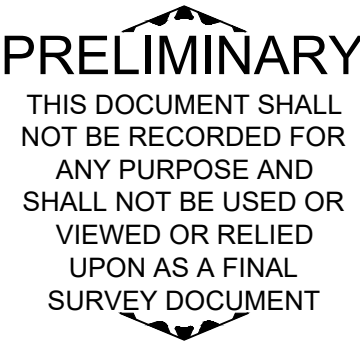 PRELIMINARY
THIS DOCUMENT SHALL
NOT BE RECORDED FOR
ANY PURPOSE AND
SHALL NOT BE USED OR
VIEWED OR RELIED
UPON AS A FINAL
SURVEY DOCUMENT